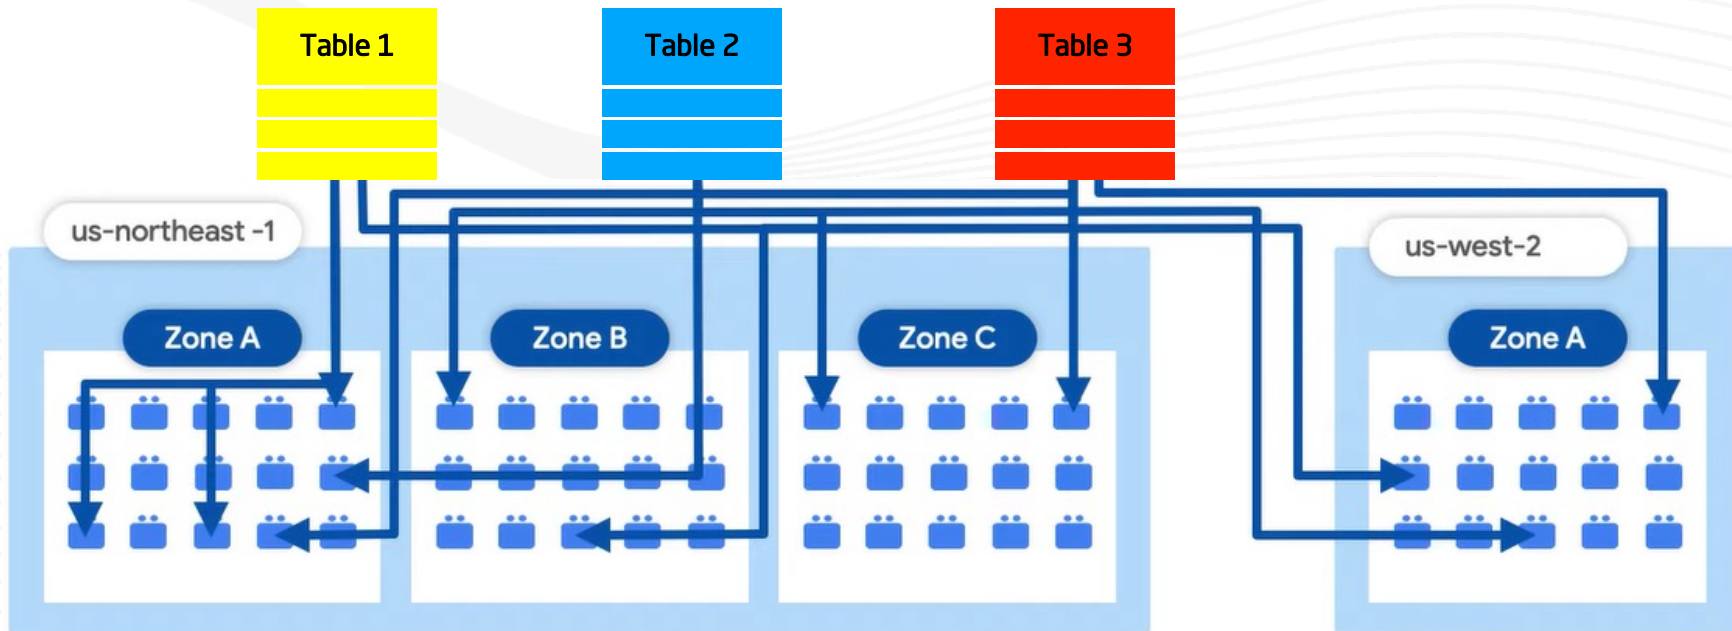 Table 1
Table 2
Table 3
us-northeast -1
us-west-2
Zone A
Zone B
Zone C
Zone A